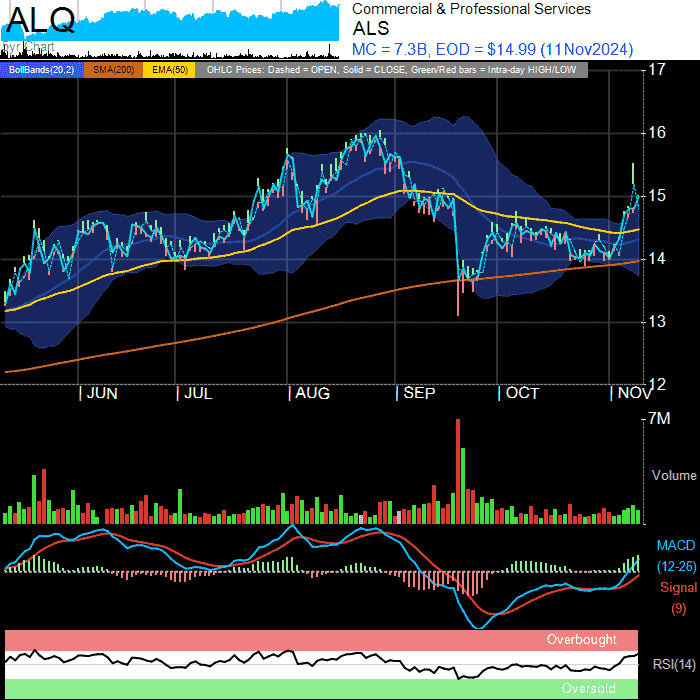 ALQ
5yr Chart
Commercial & Professional Services
ALS
MC = 7.3B, EOD = $14.99 (11Nov2024)
BollBands(20,2) SMA(200) EMA(50) OHLC Prices: Dashed = OPEN, Solid = CLOSE, Green/Red bars = Intra-day HIGH/LOW
17
16
15
14
13
12
| JUN | JUL | AUG | SEP | OCT | NOV
7M
Volume
MACD
(12-26)
Signal
(9)
Overbought
RSI(14)
Oversold